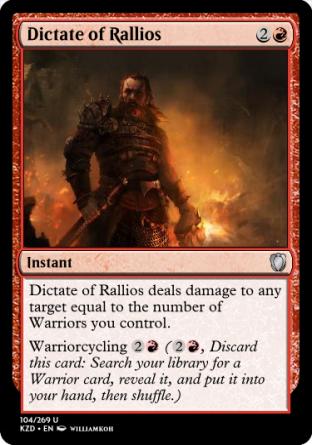 Dictate of Rallios 2
Instant
Dictate of Rallios deals damage to any
target equal to the number of
Warriors you control.
Warriorcycling 2 ( 2 , Discard
this card: Search your library for a
Warrior card, reveal it, and put it into
your hand, then shuffle.)
104/269 U
KZD • EN WILLIAMKOH